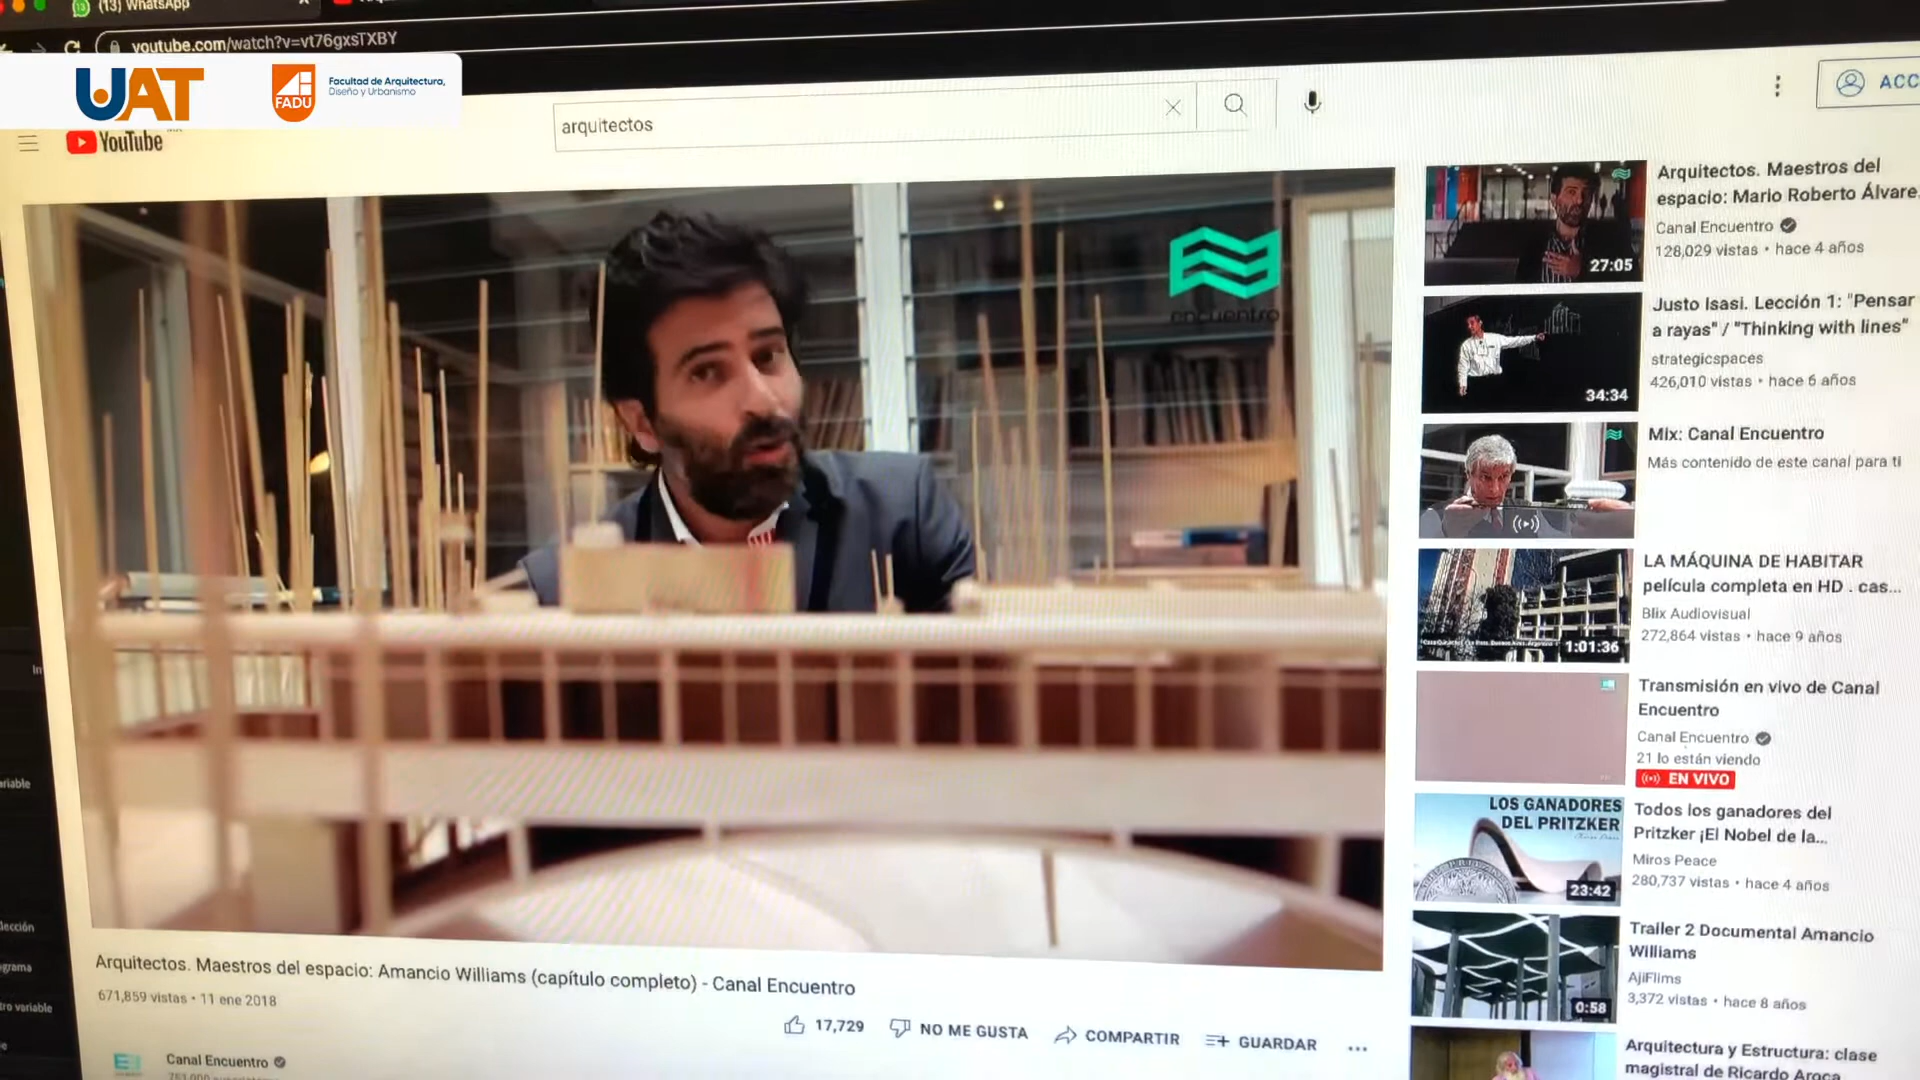 (13) WhatsApp
youtube.com/watch?v=vt76gxsTXBY
UAT
FADU
Facultad de Arquitectura,
Diseño y Urbanismo
YouTube
arquitectos
ACC
encuentro
Arquitectos. Maestros del espacio: Amancio Williams (capítulo completo) - Canal Encuentro
671,859 vistas • 11 ene 2018
17,729
NO ME GUSTA
COMPARTIR
GUARDAR
Canal Encuentro
27:05
Arquitectos. Maestros del
espacio: Mario Roberto Álvare
Canal Encuentro
128,029 vistas • hace 4 años
34:34
Justo Isasi. Lección 1: "Pensar
a rayas" / "Thinking with lines"
strategicspaces
426,010 vistas • hace 6 años
Mix: Canal Encuentro
Más contenido de este canal para ti
1:01:36
LA MÁQUINA DE HABITAR
película completa en HD . cas...
Blix Audiovisual
272,864 vistas • hace 9 años
Transmisión en vivo de Canal
Encuentro
Canal Encuentro
21 lo están viendo
EN VIVO
LOS GANADORES
DEL PRITZKER
23:42
Todos los ganadores del
Pritzker ¡El Nobel de la...
Miros Peace
280,737 vistas • hace 4 años
0:58
Trailer 2 Documental Amancio
Williams
AjiFlims
3,372 vistas • hace 8 años
Arquitectura y Estructura: clase
magistral de Ricardo Aroca
In
ariable
lección
grama
tro variable